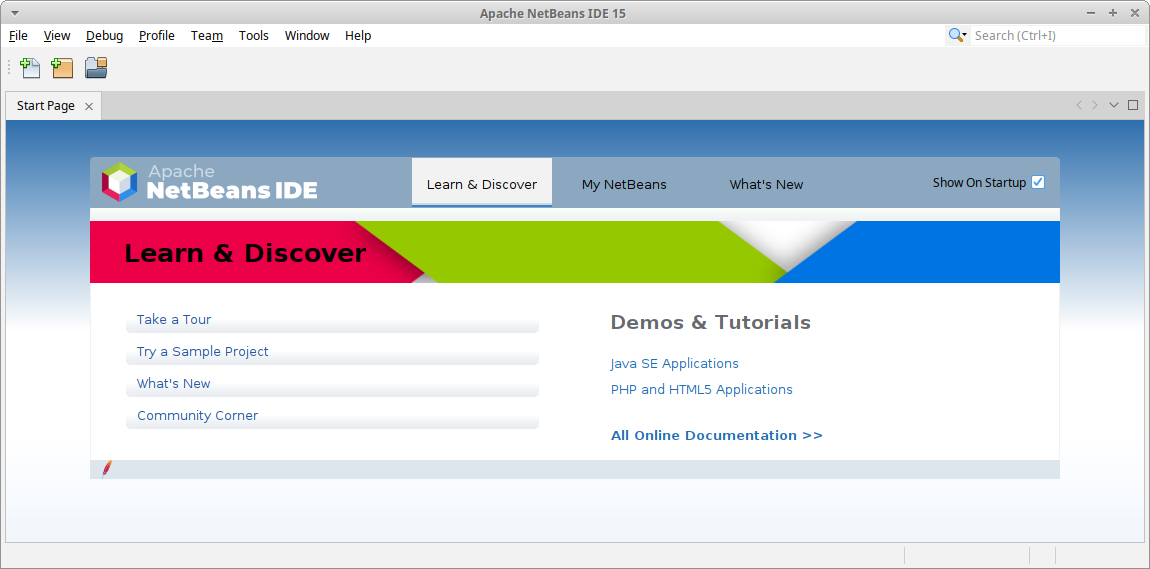 Apache NetBeans IDE 15
File View Debug Profile Team Tools Window Help Search (Ctrl+I)
Start Page
Apache
NetBeans IDE
Learn & Discover My NetBeans What's New Show On Startup
Learn & Discover
Take a Tour
Try a Sample Project
What's New
Community Corner
Demos & Tutorials
Java SE Applications
PHP and HTML5 Applications
All Online Documentation >>